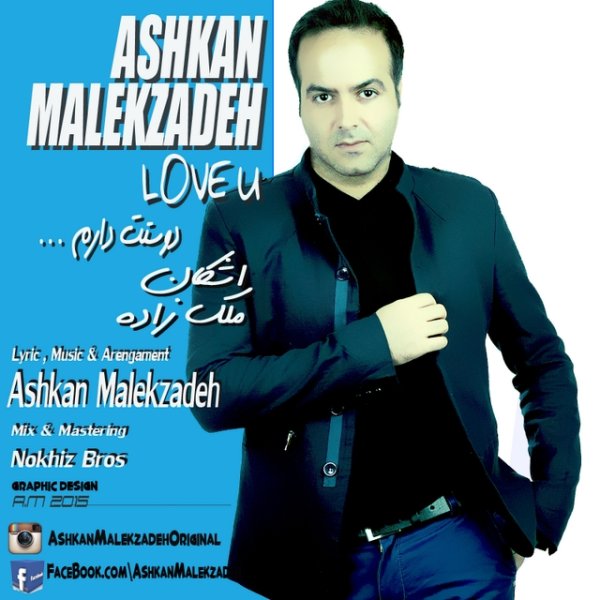 ASHKAN
MALEKZADEH
LOVE U
دوستت دارم ...
اشکان
ملک زاده
Lyric , Music & Arengament
Ashkan Malekzadeh
Mix & Mastering
Nokhiz Bros
GRAPHIC DESIGN
A.M 2015
AshkanMalekzadehOriginal
FaceBook.com\AshkanMalekzad